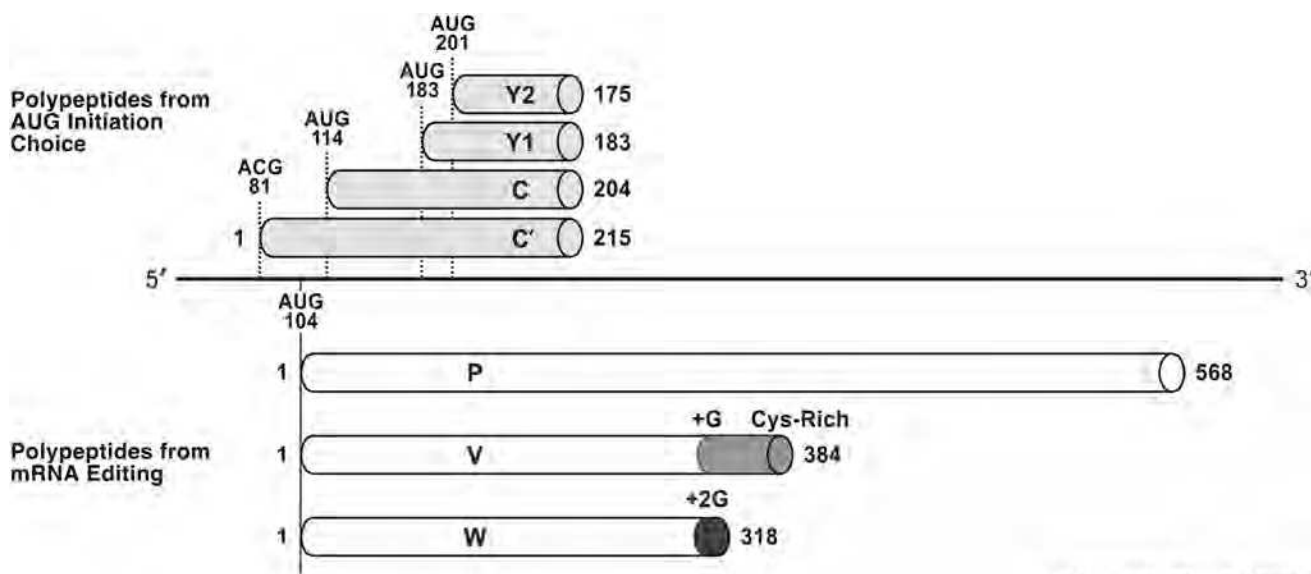 AUG
201
AUG
183
Y2 175
Polypeptides from
AUG Initiation
Choice
AUG
114
Y1 183
ACG
81
C 204
1 C′ 215
5′ 3′
AUG
104
1 P 568
+G Cys-Rich
Polypeptides from
mRNA Editing
1 V 384
+2G
1 W 318